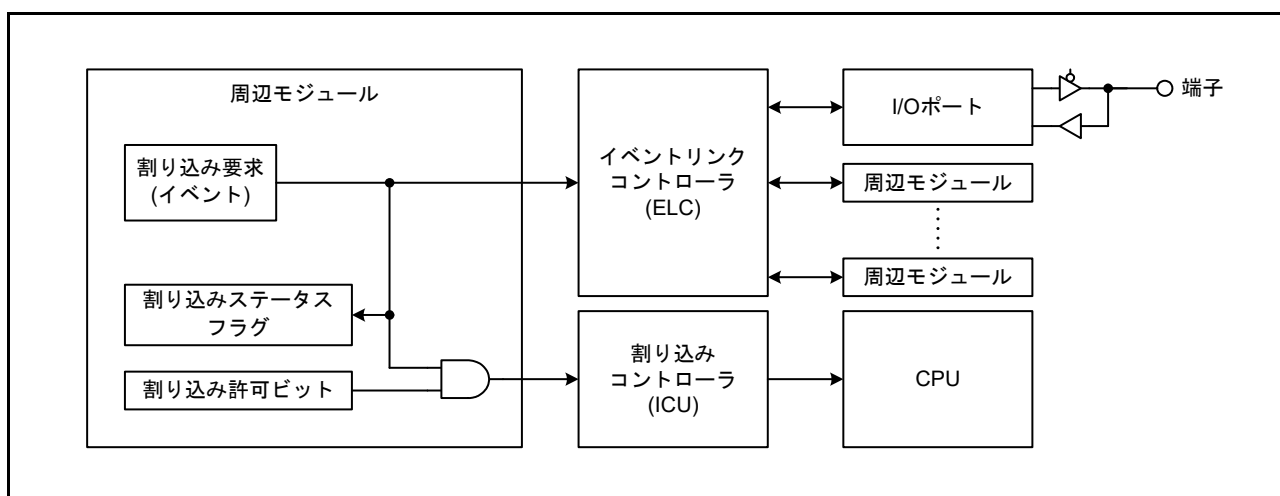 周辺モジュール
割り込み要求
(イベント)
割り込みステータス
フラグ
割り込み許可ビット
イベントリンク
コントローラ
(ELC)
割り込み
コントローラ
(ICU)
I/Oポート
端子
周辺モジュール
周辺モジュール
CPU